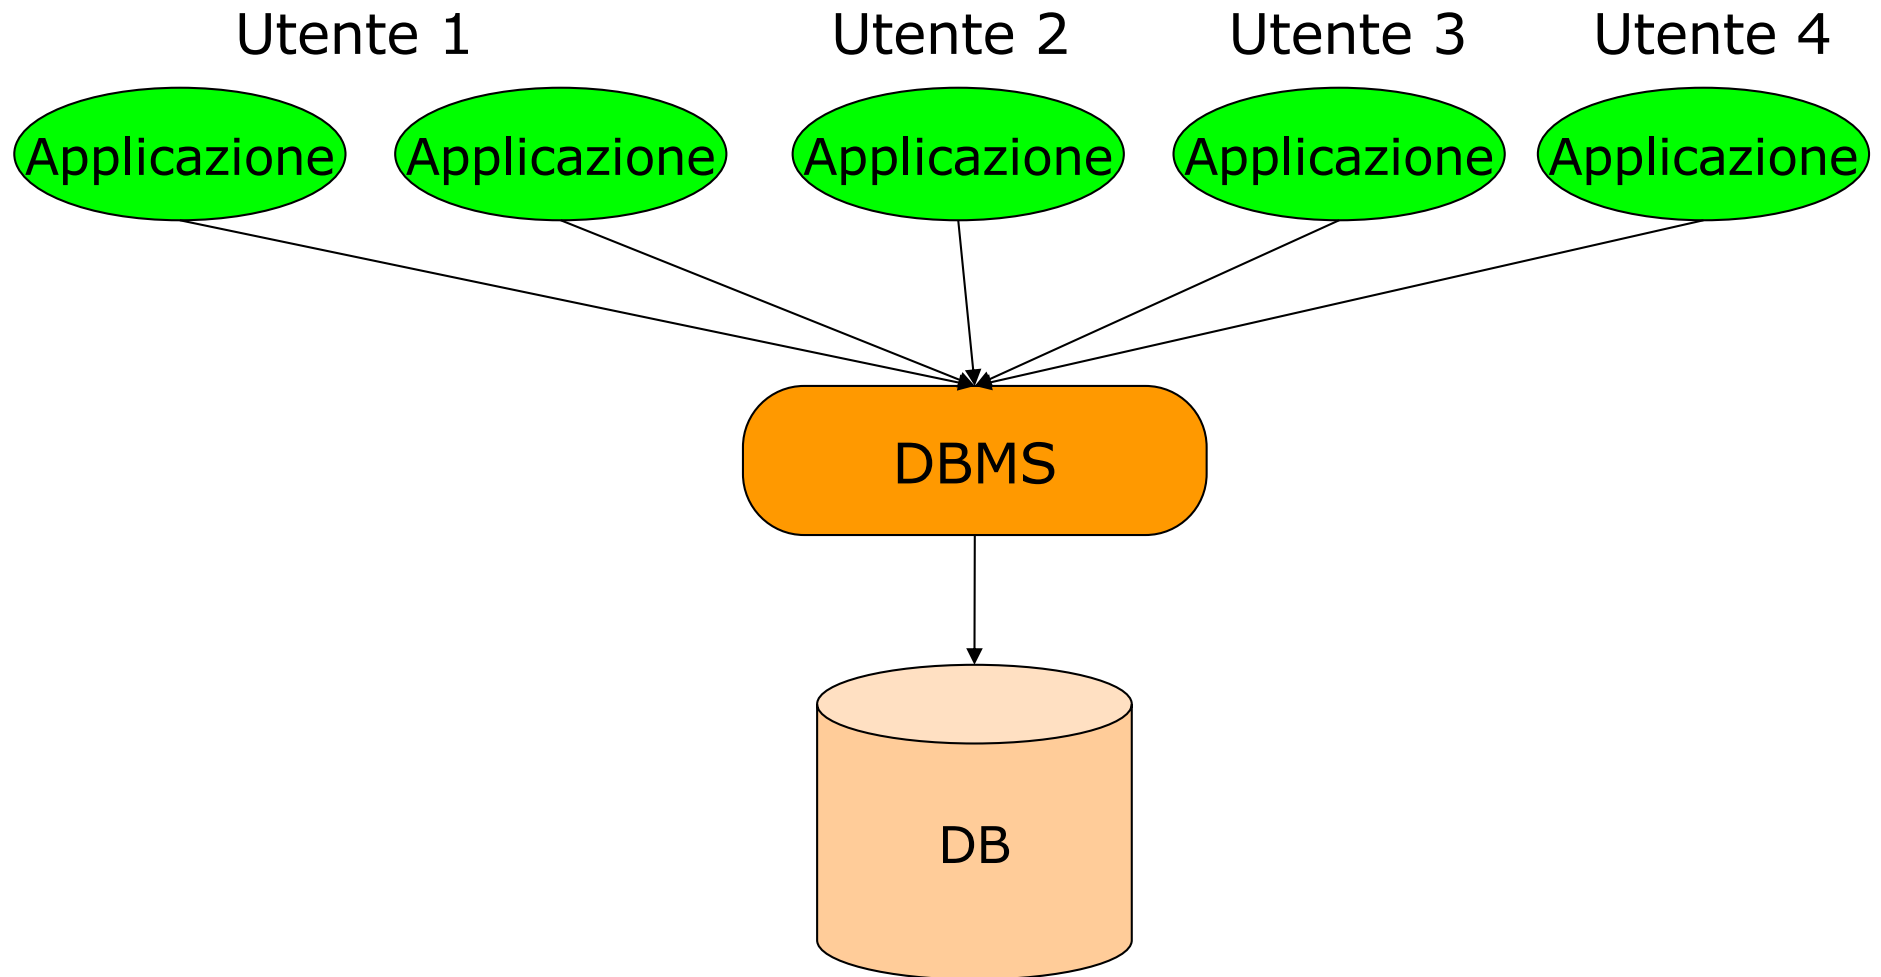 Utente 1 Utente 2 Utente 3 Utente 4
Applicazione Applicazione Applicazione Applicazione Applicazione
DBMS
DB